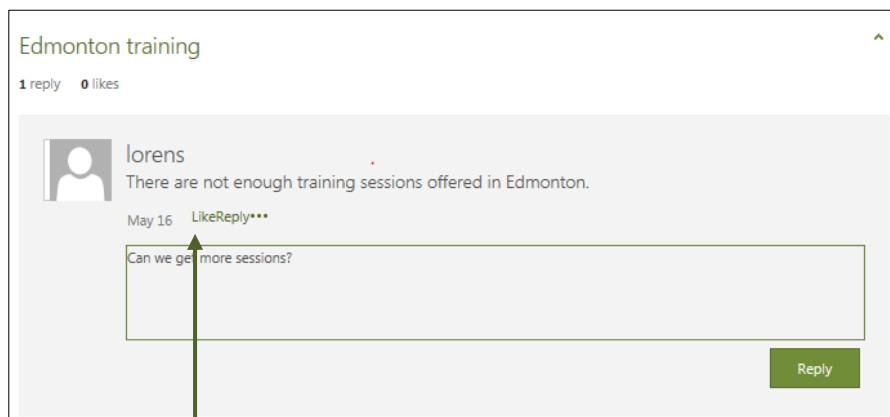 Edmonton training
1 reply 0 likes
lorens
There are not enough training sessions offered in Edmonton.
May 16 LikeReply•••
Can we get more sessions?
Reply